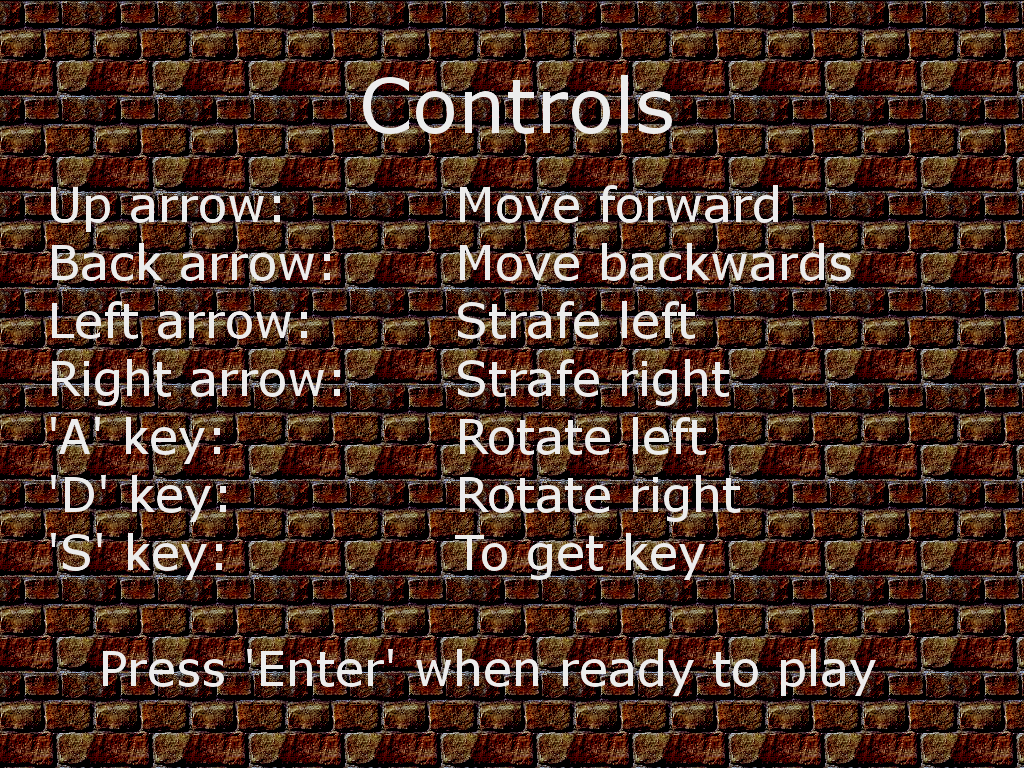 Controls
Up arrow: Move forward
Back arrow: Move backwards
Left arrow: Strafe left
Right arrow: Strafe right
'A' key: Rotate left
'D' key: Rotate right
'S' key: To get key
Press 'Enter' when ready to play